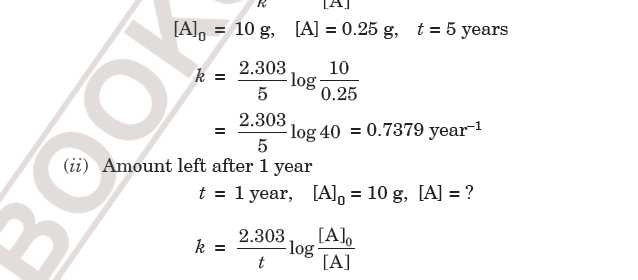 k [A]
[A]₀ = 10 g, [A] = 0.25 g, t = 5 years
k = 2.303/5 log 10/0.25
= 2.303/5 log 40 = 0.7379 year⁻¹
(ii) Amount left after 1 year
t = 1 year, [A]₀ = 10 g, [A] = ?
k = 2.303/t log [A]₀/[A]
BOOK